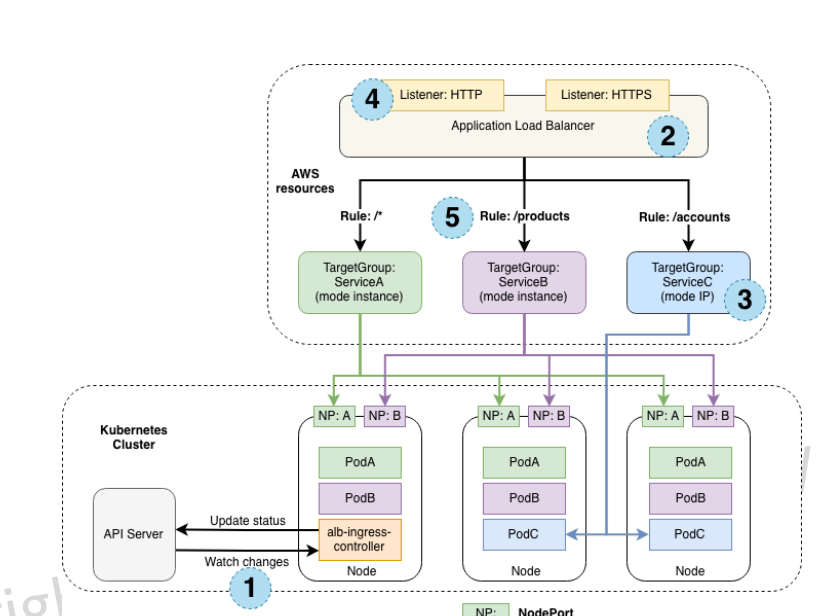 4
Listener: HTTP
Listener: HTTPS
Application Load Balancer
2
AWS
resources
Rule: /*
5
Rule: /products
Rule: /accounts
TargetGroup:
ServiceA
(mode instance)
TargetGroup:
ServiceB
(mode instance)
TargetGroup:
ServiceC
(mode IP)
3
Kubernetes
Cluster
NP: A
NP: B
NP: A
NP: B
NP: A
NP: B
PodA
PodB
alb-ingress-
controller
Node
PodA
PodB
PodC
Node
PodA
PodB
PodC
Node
API Server
Update status
Watch changes
1
NP:
NodePort